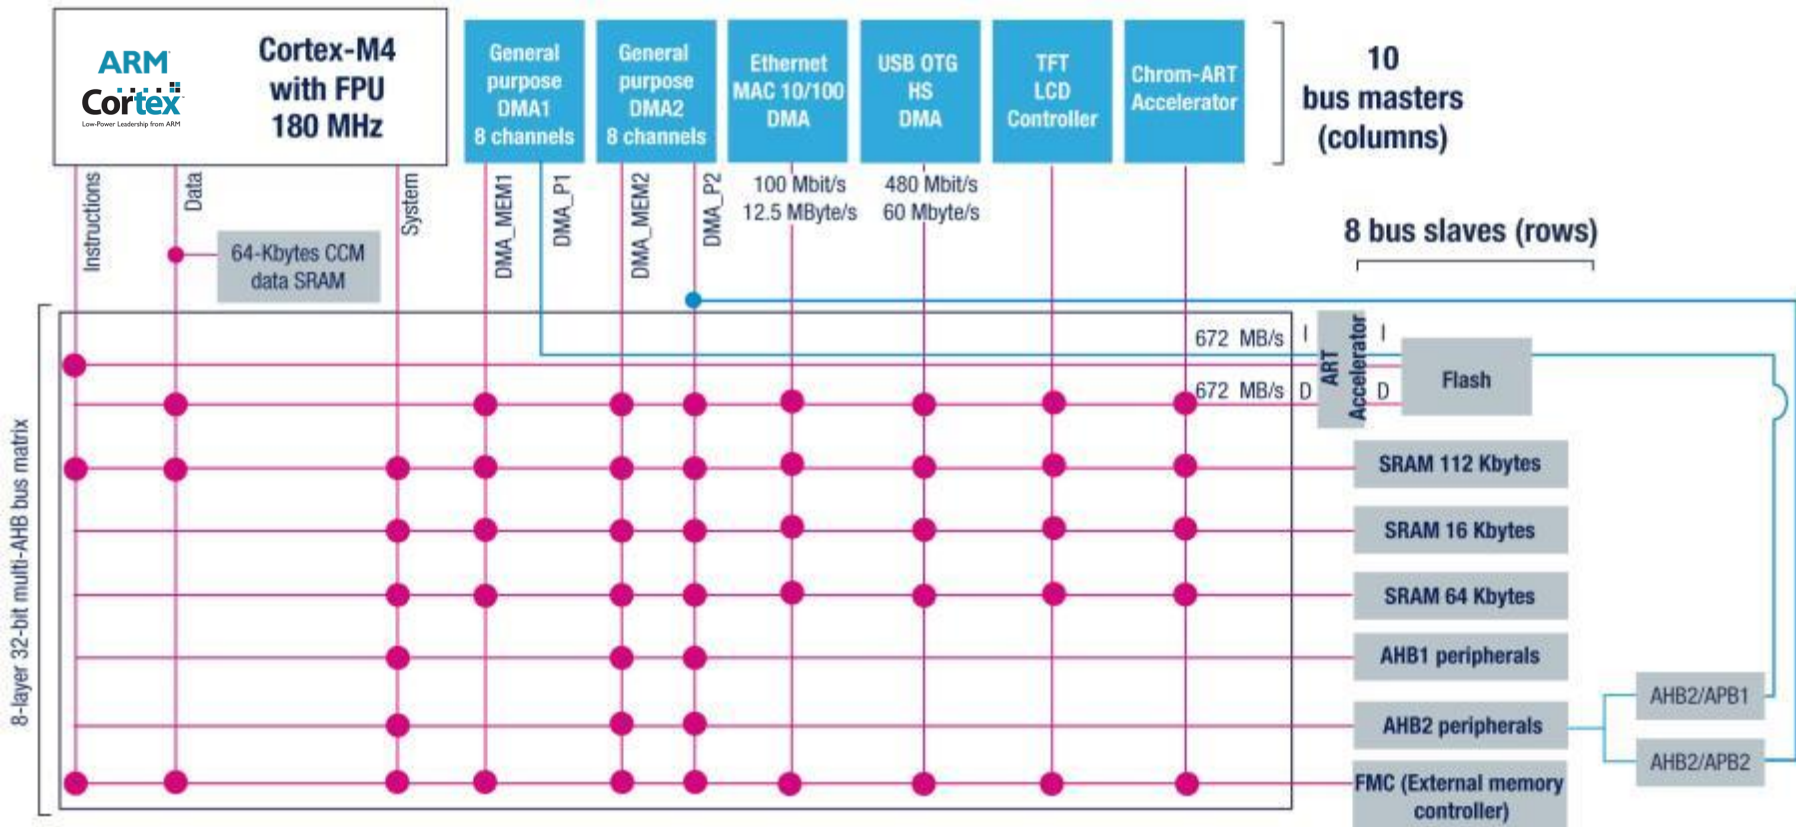 ARM
Cortex
Low-Power Leadership from ARM
Cortex-M4
with FPU
180 MHz
General
purpose
DMA1
8 channels
General
purpose
DMA2
8 channels
Ethernet
MAC 10/100
DMA
USB OTG
HS
DMA
TFT
LCD
Controller
Chrom-ART
Accelerator
10
bus masters
(columns)
Instructions
Data
System
DMA_MEM1
DMA_P1
DMA_MEM2
DMA_P2
100 Mbit/s
12.5 MByte/s
480 Mbit/s
60 Mbyte/s
64-Kbytes CCM
data SRAM
8 bus slaves (rows)
8-layer 32-bit multi-AHB bus matrix
672 MB/s
I
ART
Accelerator
I
672 MB/s
D
D
Flash
SRAM 112 Kbytes
SRAM 16 Kbytes
SRAM 64 Kbytes
AHB1 peripherals
AHB2 peripherals
AHB2/APB1
AHB2/APB2
FMC (External memory
controller)